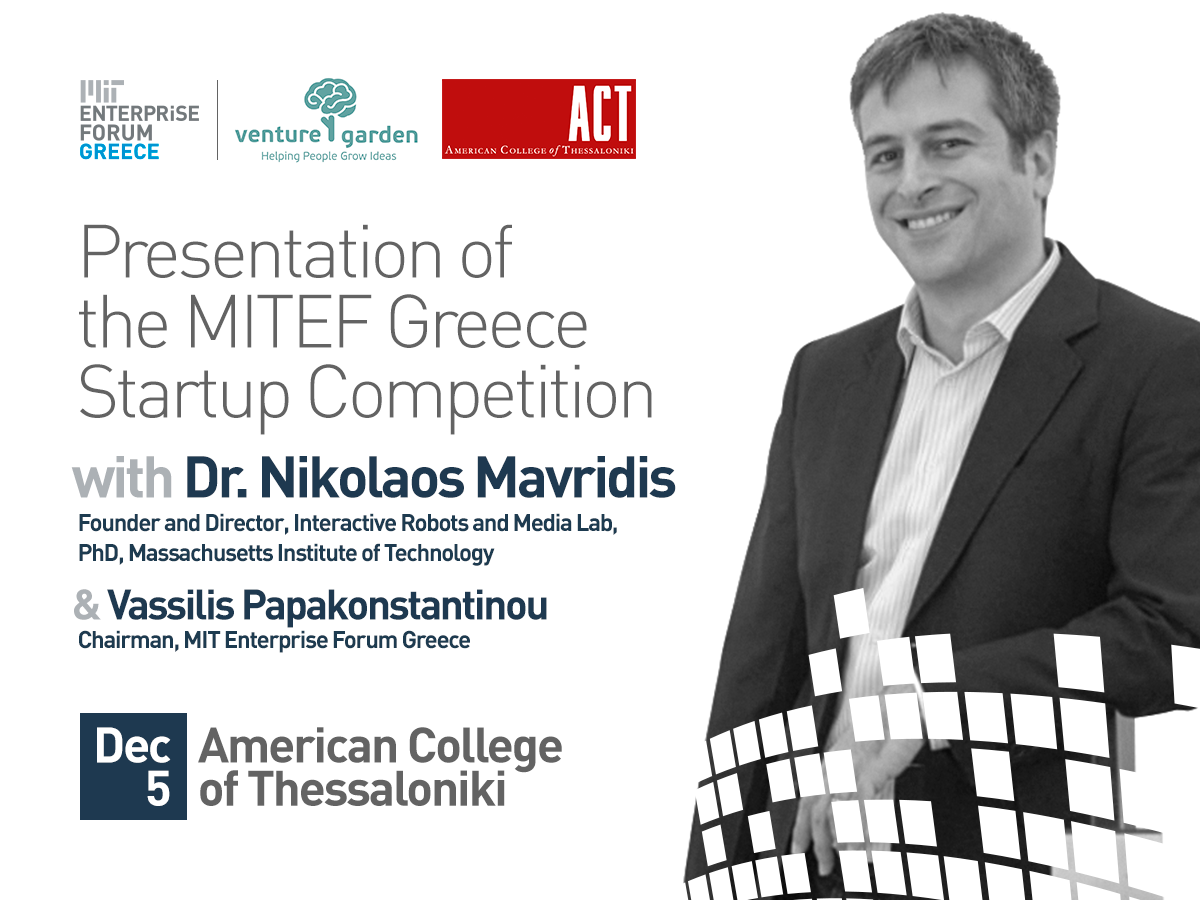 MIT
ENTERPRISE
FORUM
GREECE
venture garden
Helping People Grow Ideas
ACT
AMERICAN COLLEGE of THESSALONIKI
Presentation of
the MITEF Greece
Startup Competition
with Dr. Nikolaos Mavridis
Founder and Director, Interactive Robots and Media Lab,
PhD, Massachusetts Institute of Technology
& Vassilis Papakonstantinou
Chairman, MIT Enterprise Forum Greece
Dec
5
American College
of Thessaloniki